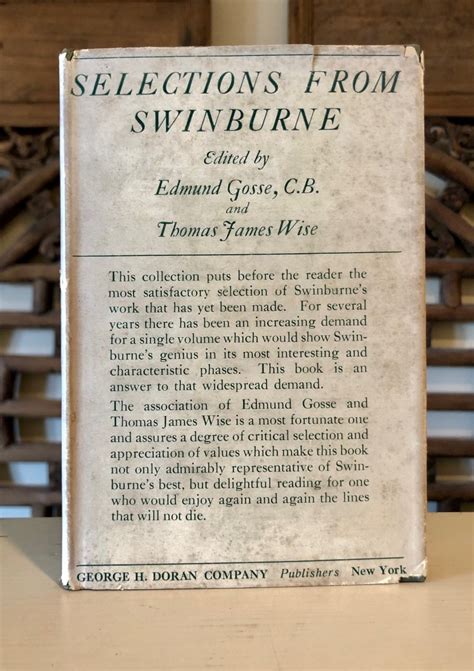 SELECTIONS FROM
SWINBURNE
Edited by
Edmund Gosse, C.B.
and
Thomas James Wise
This collection puts before the reader the
most satisfactory selection of Swinburne's
work that has yet been made. For several
years there has been an increasing demand
for a single volume which would show Swin-
burne's genius in its most interesting and
characteristic phases. This book is an
answer to that widespread demand.
The association of Edmund Gosse and
Thomas James Wise is a most fortunate one
and assures a degree of critical selection and
appreciation of values which make this book
not only admirably representative of Swin-
burne's best, but delightful reading for one
who would enjoy again and again the lines
that will not die.
GEORGE H. DORAN COMPANY Publishers New York